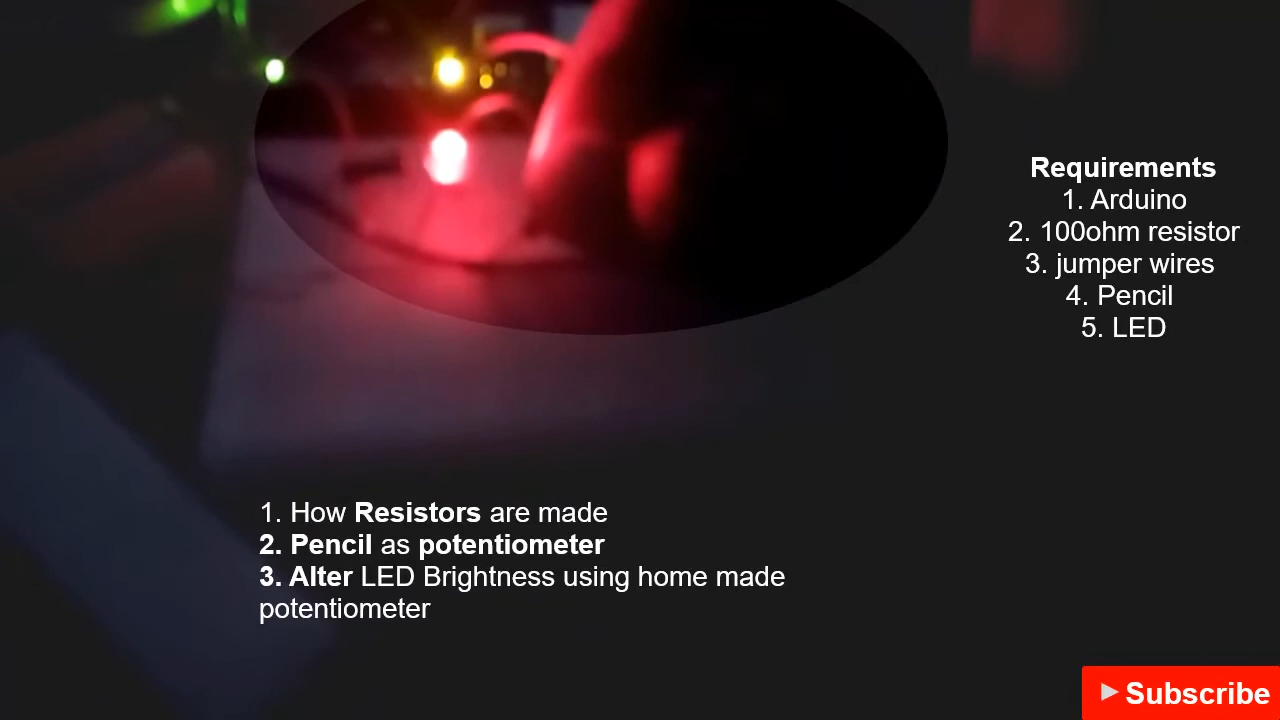 Requirements
1. Arduino
2. 100ohm resistor
3. jumper wires
4. Pencil
5. LED
1. How Resistors are made
2. Pencil as potentiometer
3. Alter LED Brightness using home made
potentiometer
Subscribe